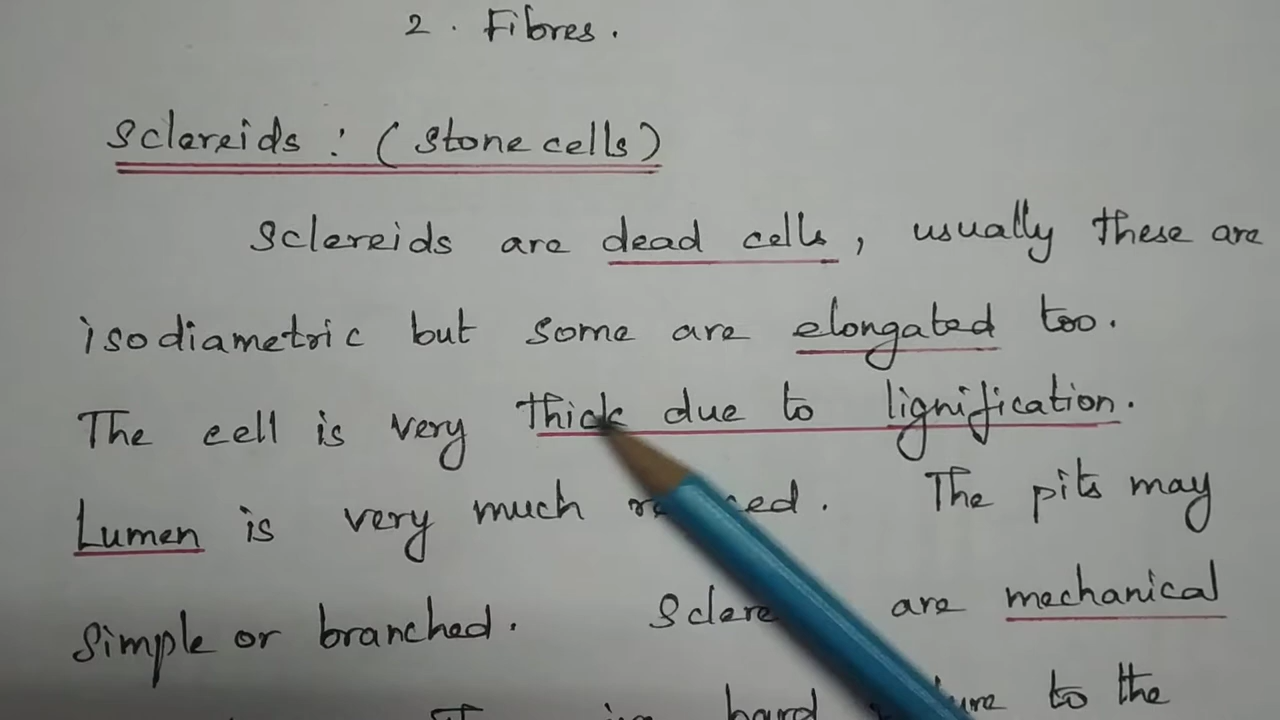 2. Fibres.
Sclereids : (Stone cells)
Sclereids are dead cells, usually these are
isodiametric but some are elongated too.
The cell is very thick due to lignification.
Lumen is very much. The pits may
Simple or branched. are mechanical
hard to the